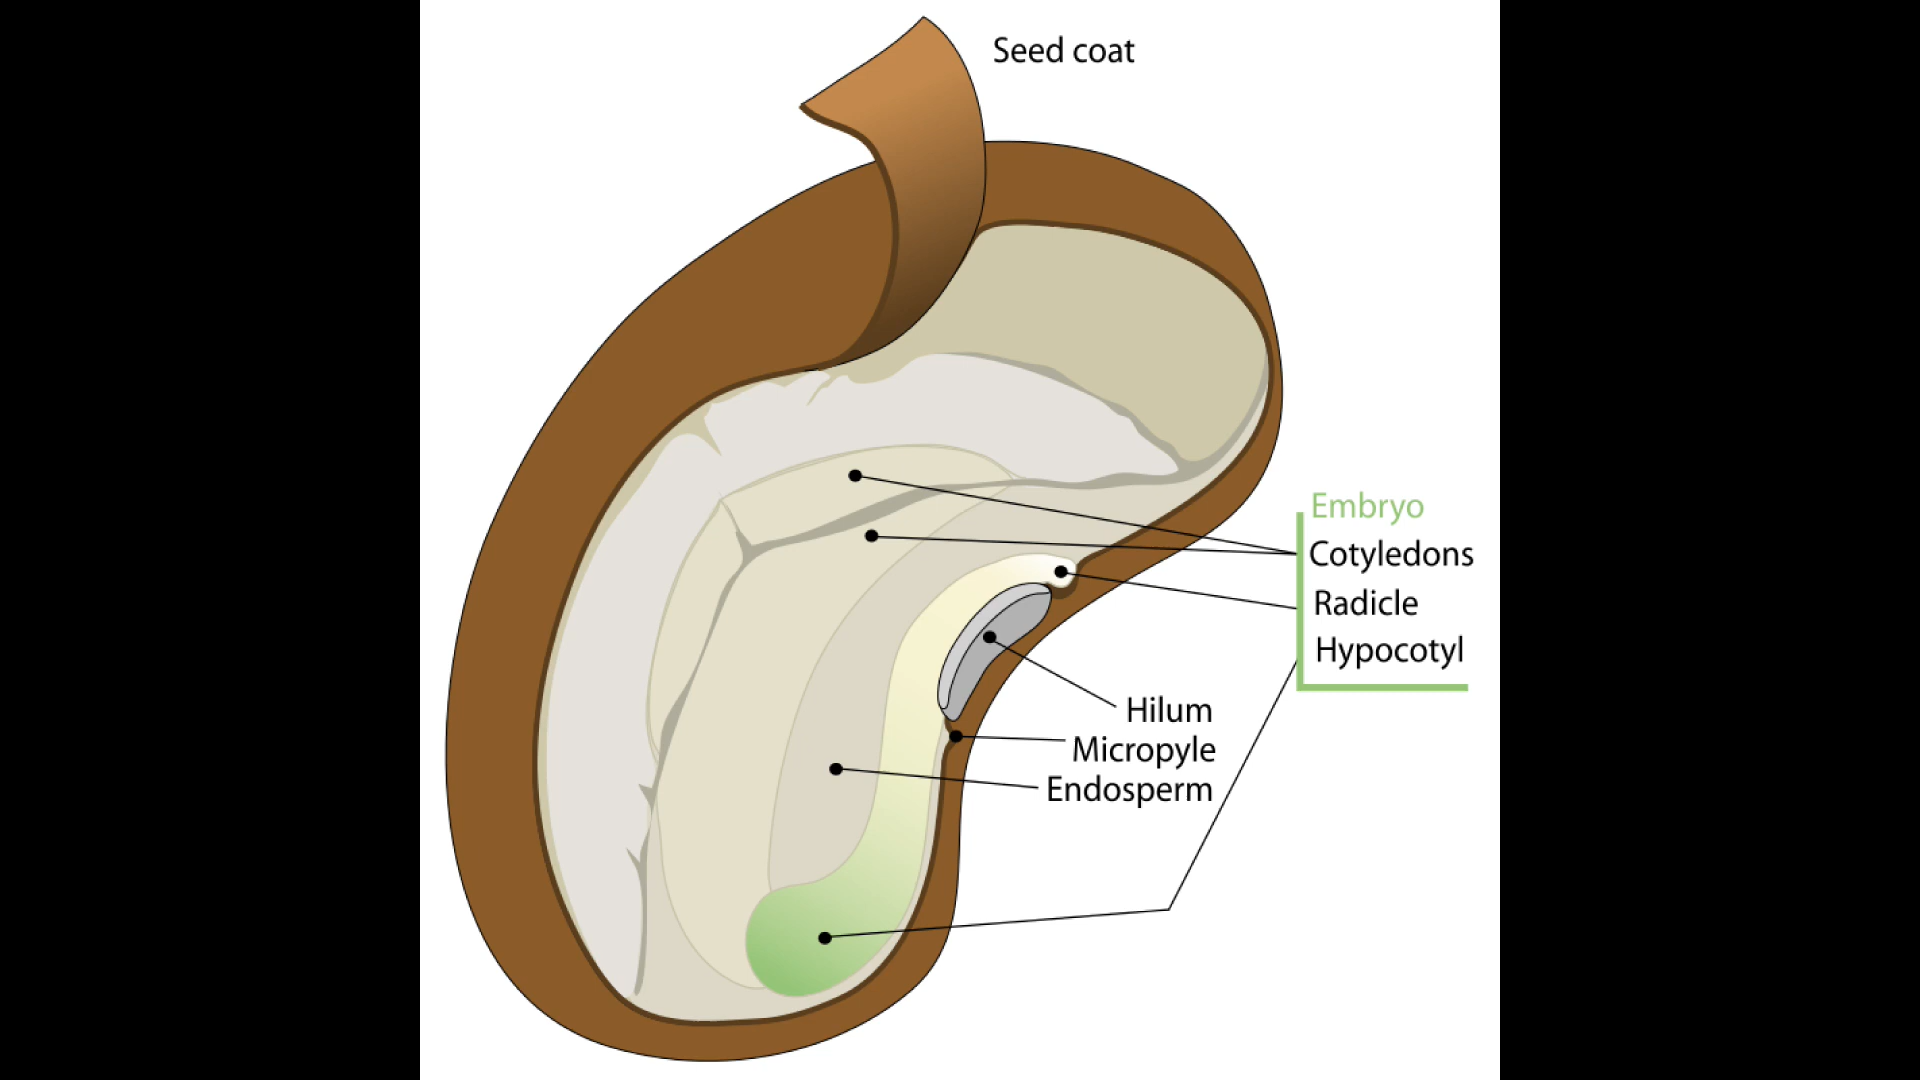 Seed coat
Embryo
Cotyledons
Radicle
Hypocotyl
Hilum
Micropyle
Endosperm